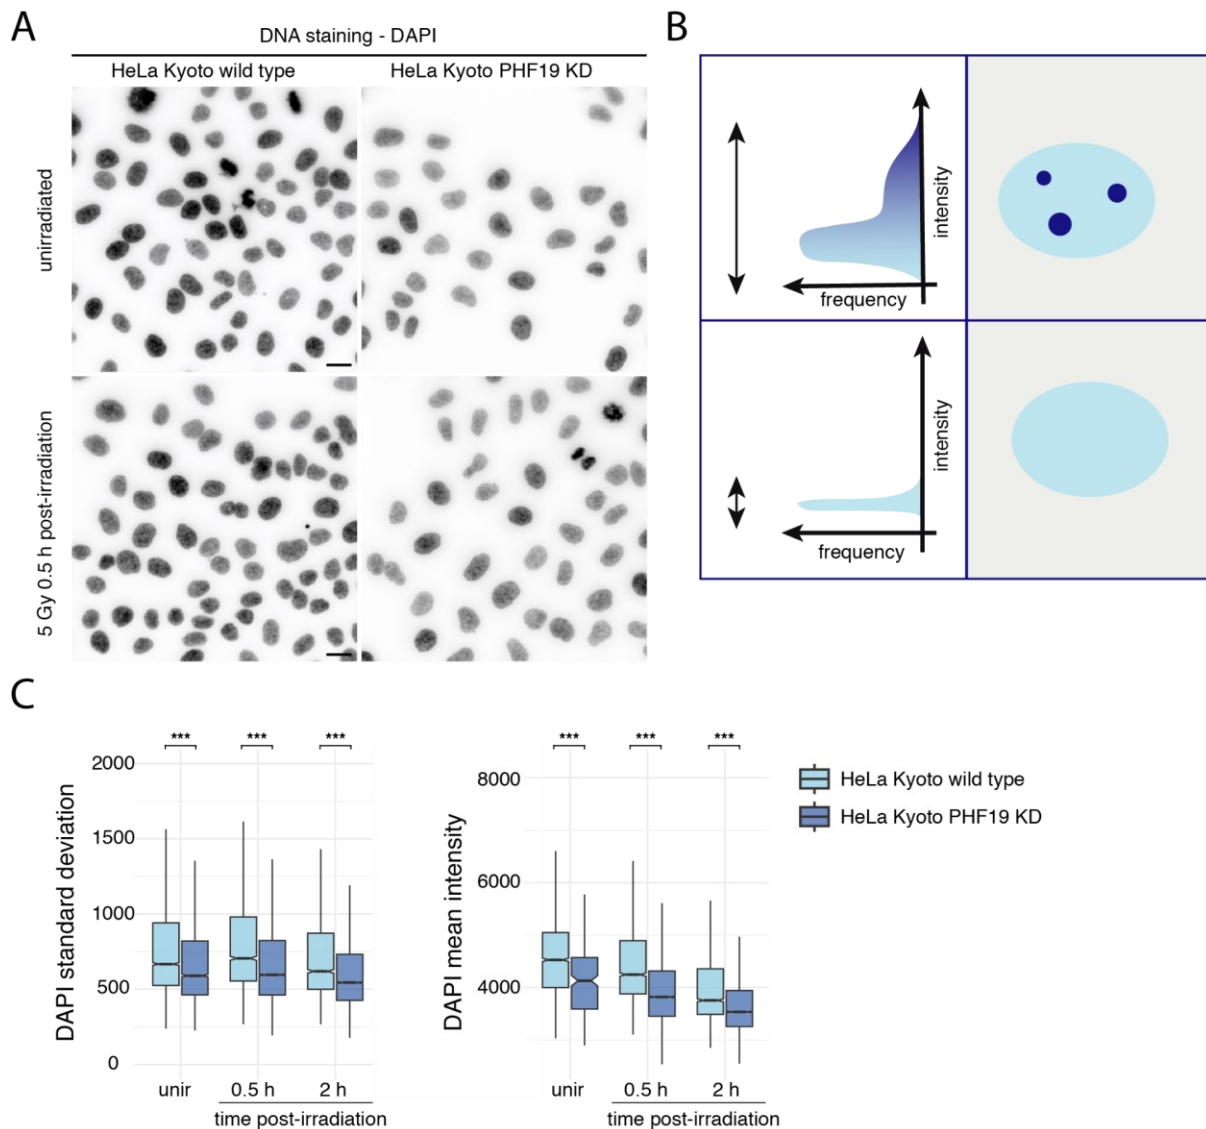 A
DNA staining - DAPI
HeLa Kyoto wild type
HeLa Kyoto PHF19 KD
unirradiated
5 Gy 0.5 h post-irradiation
B
intensity
frequency
intensity
frequency
C
*** *** ***
DAPI standard deviation
2000
1500
1000
500
0
unir 0.5 h 2 h
time post-irradiation
*** *** ***
DAPI mean intensity
8000
6000
4000
unir 0.5 h 2 h
time post-irradiation
HeLa Kyoto wild type
HeLa Kyoto PHF19 KD